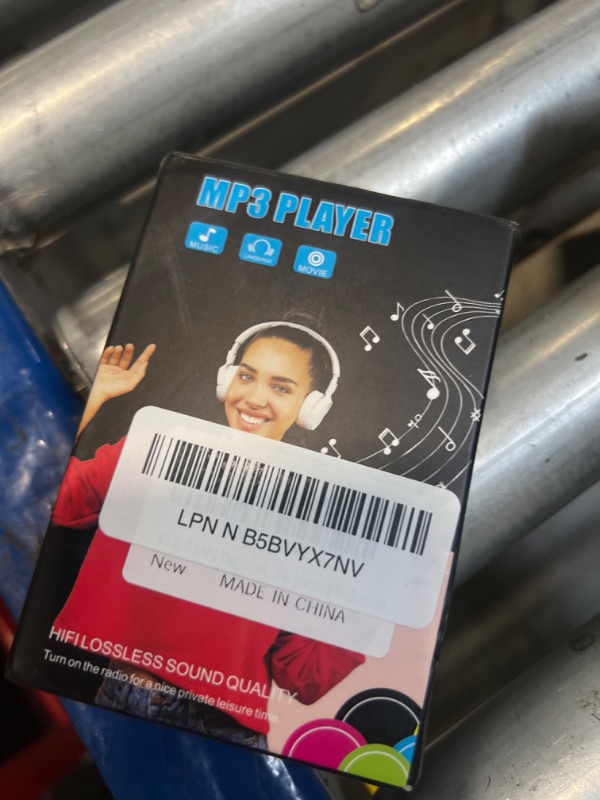 MP3 PLAYER
MUSIC LANGUAGE MOVIE
LPN N B5BVYX7NV
New MADE IN CHINA
HIFI LOSSLESS SOUND QUALITY
Turn on the radio for a nice private leisure time.